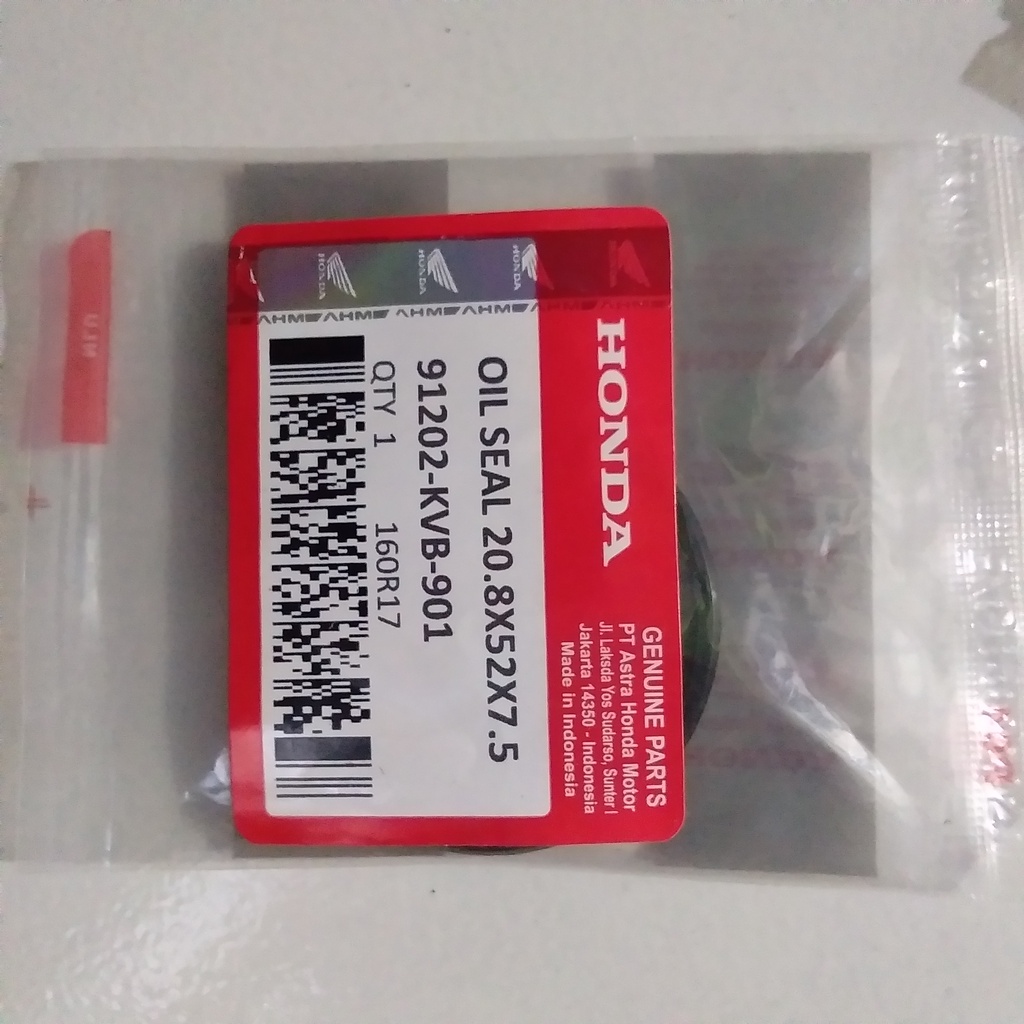 HONDA
GENUINE PARTS
PT Astra Honda Motor
Jl. Laksda Yos Sudarso, Sunter I
Jakarta 14350 - Indonesia
Made in Indonesia
HONDA
HONDA
HONDA
AHM AHM AHM AHM
OIL SEAL 20.8X52X7.5
91202-KVB-901
QTY 1 160R17